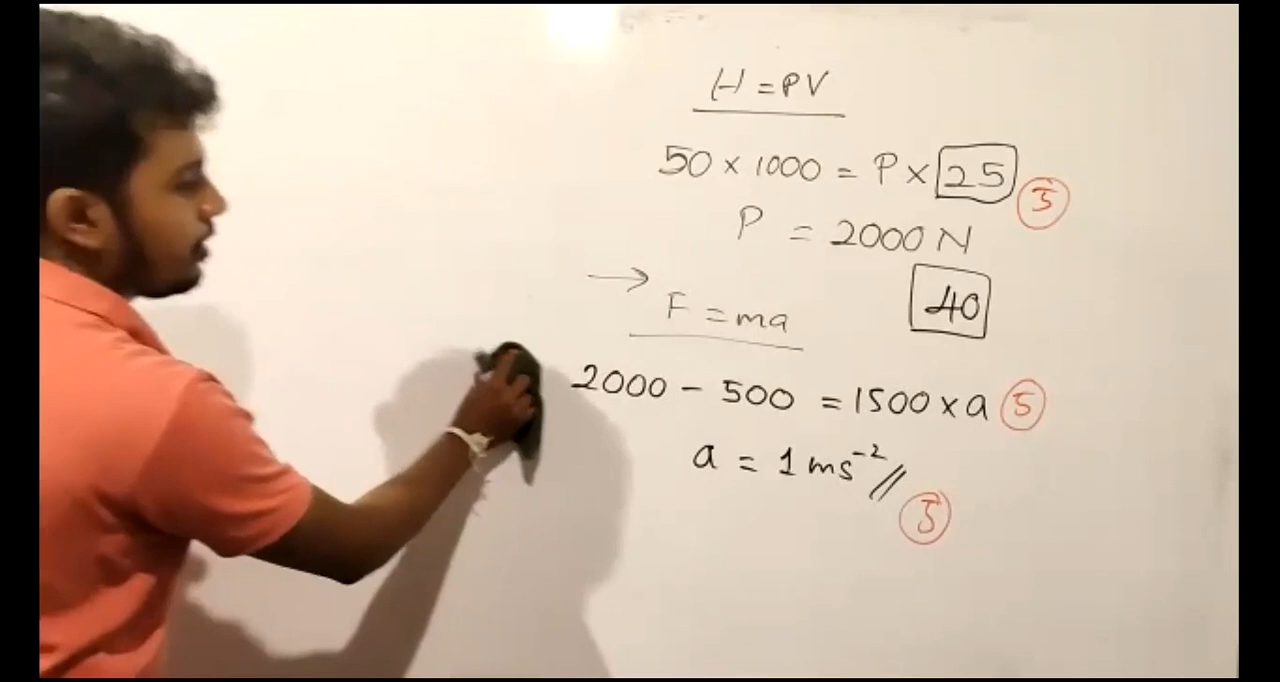 H = PV
50 × 1000 = P × 25 5
P = 2000 N
→ 40
F = ma
2000 - 500 = 1500 × a 5
a = 1 ms⁻² //
5